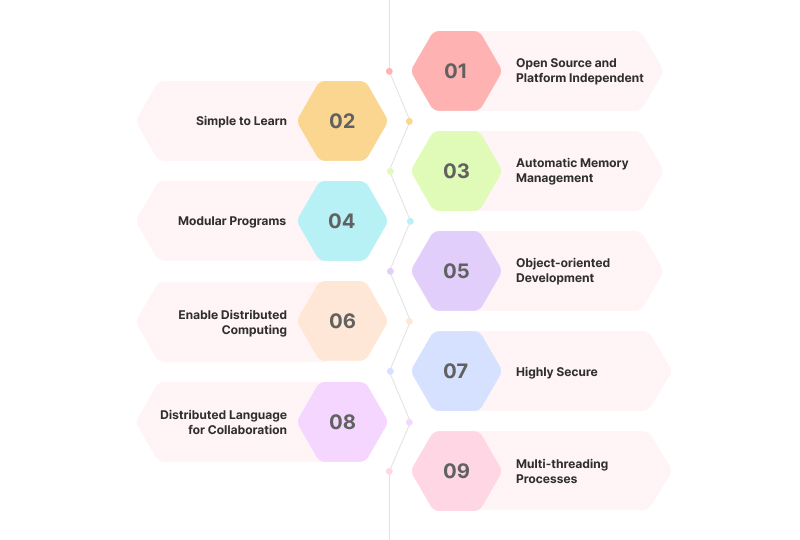 01
Open Source and
Platform Independent
02
Simple to Learn
03
Automatic Memory
Management
04
Modular Programs
05
Object-oriented
Development
06
Enable Distributed
Computing
07
Highly Secure
08
Distributed Language
for Collaboration
09
Multi-threading
Processes